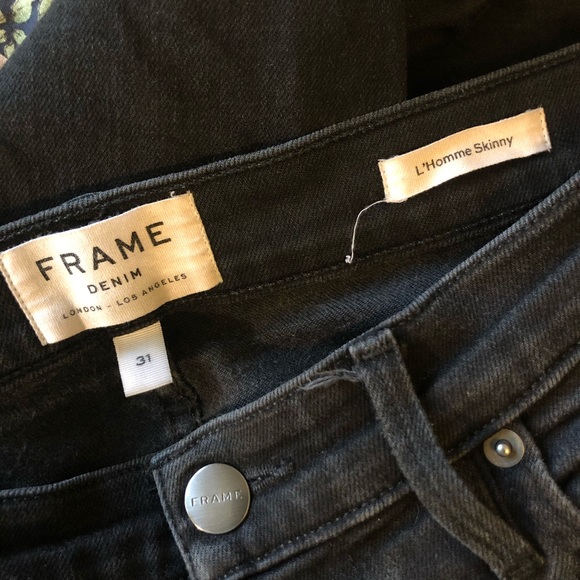 FRAME
DENIM
LONDON - LOS ANGELES
31
L'Homme Skinny
FRAME